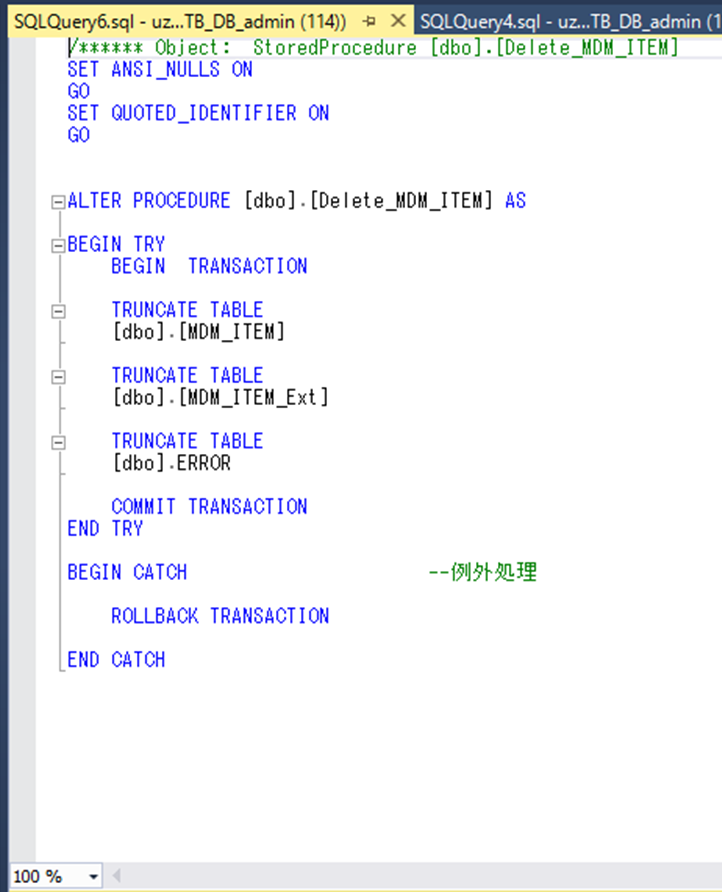 SQLQuery6.sql - uz...TB_DB_admin (114)) SQLQuery4.sql - uz...TB_DB_admin (1
/****** Object:  StoredProcedure [dbo].[Delete_MDM_ITEM]
SET ANSI_NULLS ON
GO
SET QUOTED_IDENTIFIER ON
GO
ALTER PROCEDURE [dbo].[Delete_MDM_ITEM] AS
BEGIN TRY
BEGIN  TRANSACTION
TRUNCATE TABLE
[dbo].[MDM_ITEM]
TRUNCATE TABLE
[dbo].[MDM_ITEM_Ext]
TRUNCATE TABLE
[dbo].ERROR
COMMIT TRANSACTION
END TRY
BEGIN CATCH --例外処理
ROLLBACK TRANSACTION
END CATCH
100 %